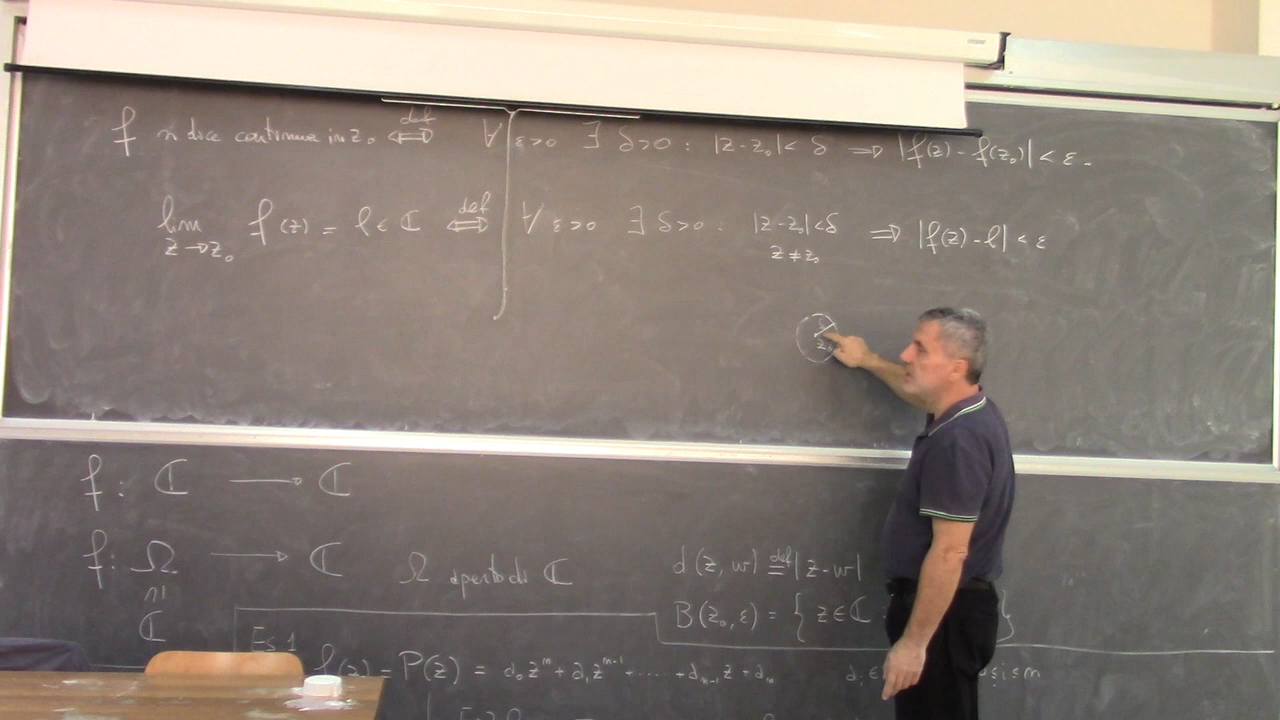 f si dice continua in z₀ ⟺ def ∀ ε>0 ∃ δ>0 : |z-z₀|< δ ⟹ |f(z) - f(z₀)| < ε.
lim z→z₀ f(z) = l ∈ ℂ ⟺ def ∀ ε>0 ∃ δ>0 : |z-z₀|<δ ⟹ |f(z) - l| < ε
z ≠ z₀
δ
z₀
f : ℂ ⟶ ℂ
f : Ω ⟶ ℂ Ω aperto di ℂ
⊆
ℂ
d(z, w) =def |z-w|
B(z₀, ε) = { z∈ℂ }
Es 1
f(z) = P(z) = a₀zⁿ + a₁zⁿ⁻¹ + .... + aₙ₋₁z + aₙ